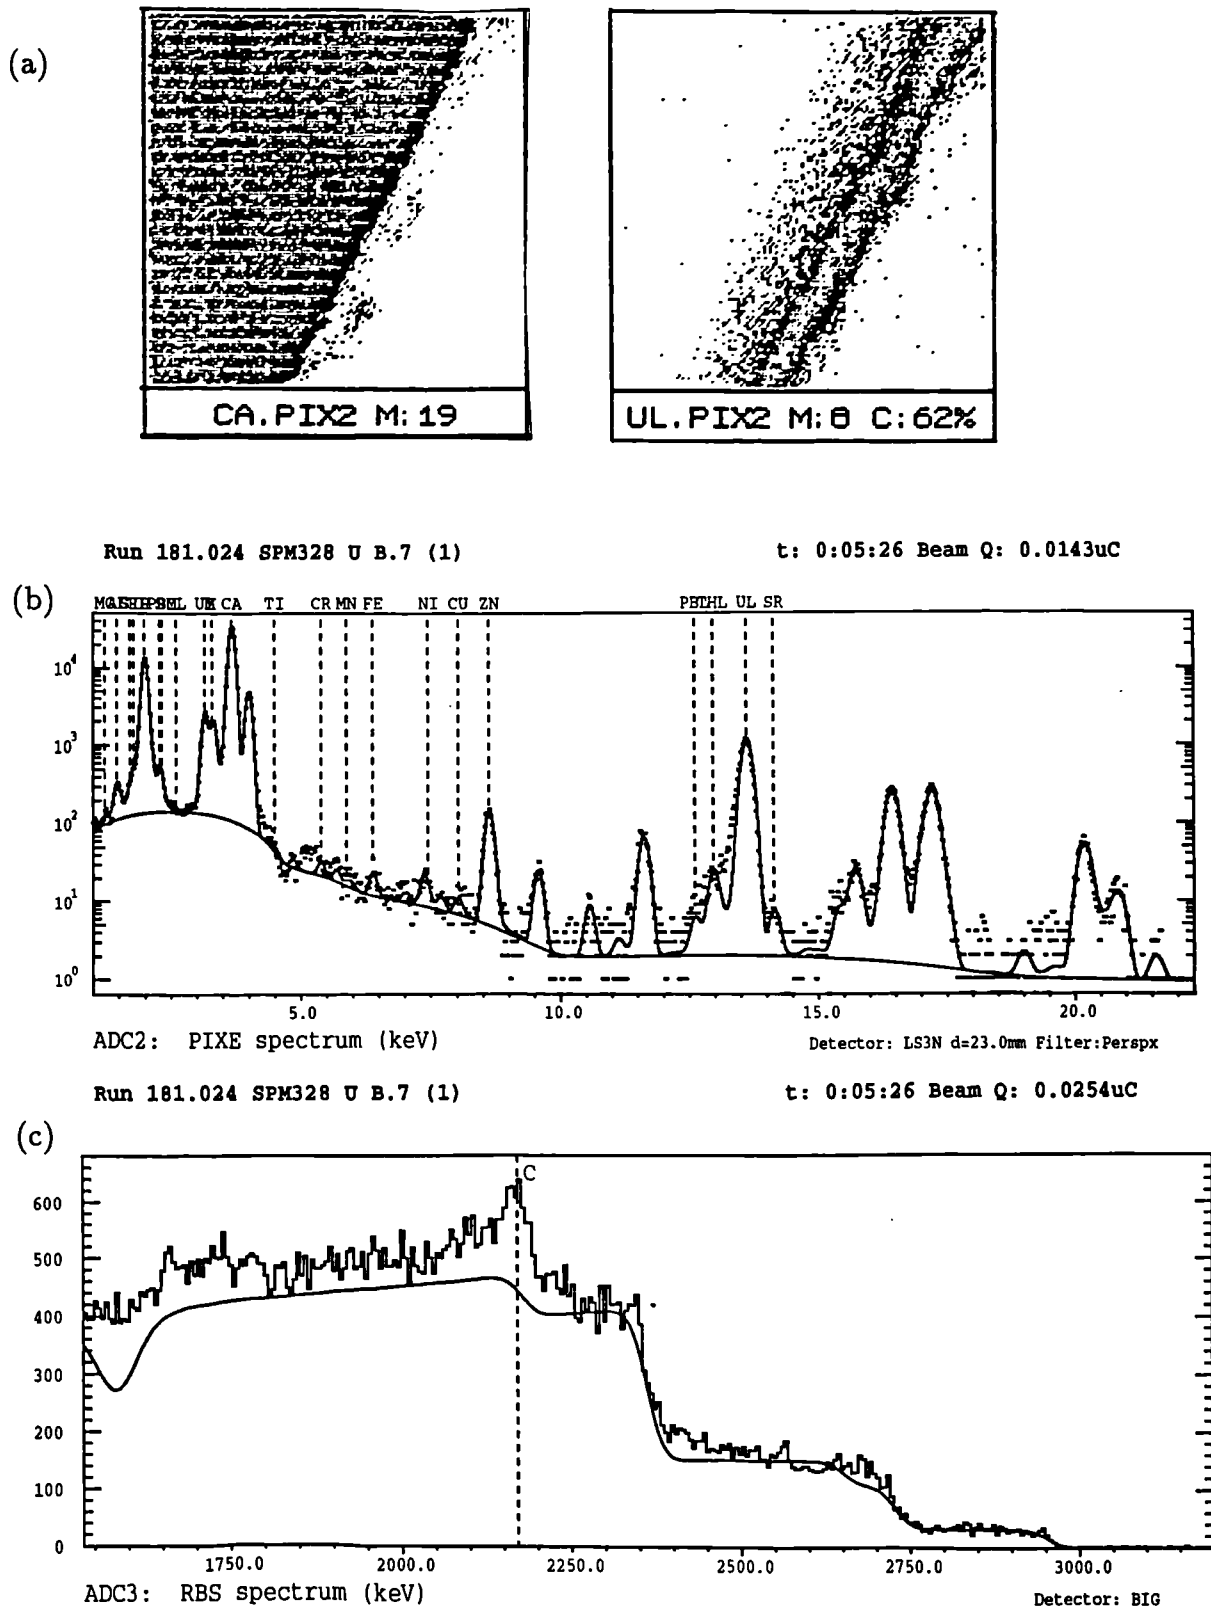 (a)
CA.PIX2 M:19
UL.PIX2 M:8 C:62%
Run 181.024 SPM328 U B.7 (1)
t: 0:05:26 Beam Q: 0.0143uC
(b)
CA TI CR MN FE NI CU ZN UL SR
10⁴
10³
10²
10¹
10⁰
5.0 10.0 15.0 20.0
ADC2: PIXE spectrum (keV)
Detector: LS3N d=23.0mm Filter:Perspx
Run 181.024 SPM328 U B.7 (1)
t: 0:05:26 Beam Q: 0.0254uC
(c)
C
600
500
400
300
200
100
0
1750.0 2000.0 2250.0 2500.0 2750.0 3000.0
ADC3: RBS spectrum (keV)
Detector: BIG